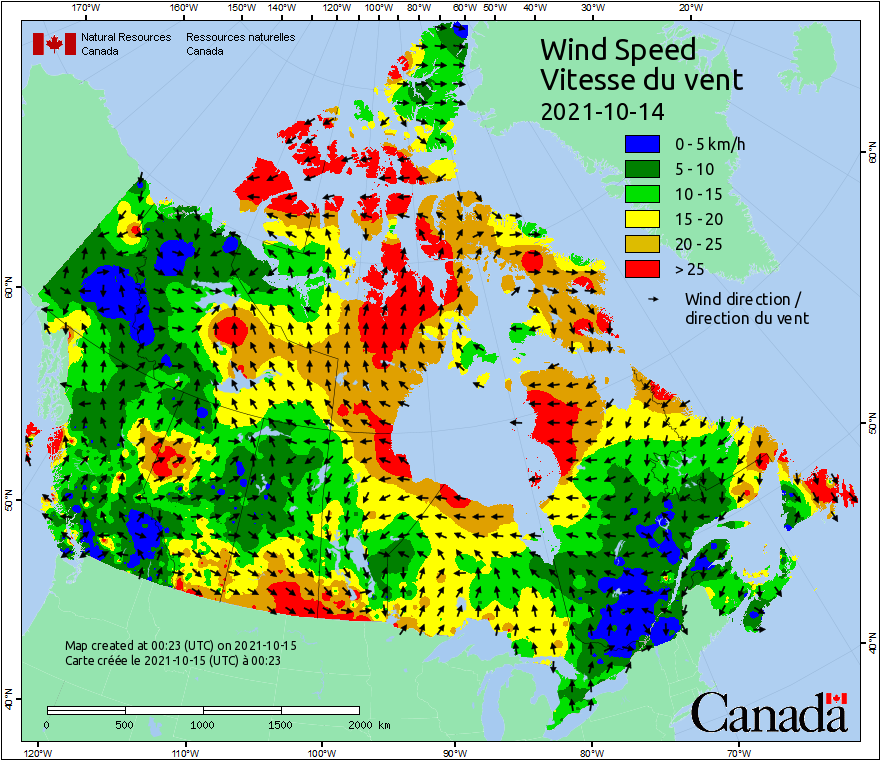 170°W 160°W 150°W 140°W 120°W 100°W 80°W 60°W 50°W 40°W 30°W 20°W
Natural Resources Ressources naturelles
Canada Canada
Wind Speed
Vitesse du vent
2021-10-14
0 - 5 km/h
5 - 10
10 - 15
15 - 20
20 - 25
> 25
Wind direction /
direction du vent
60°N
60°N
50°N
50°N
40°N
40°N
Map created at 00:23 (UTC) on 2021-10-15
Carte créée le 2021-10-15 (UTC) à 00:23
0 500 1000 1500 2000 km
Canada
120°W 110°W 100°W 90°W 80°W 70°W